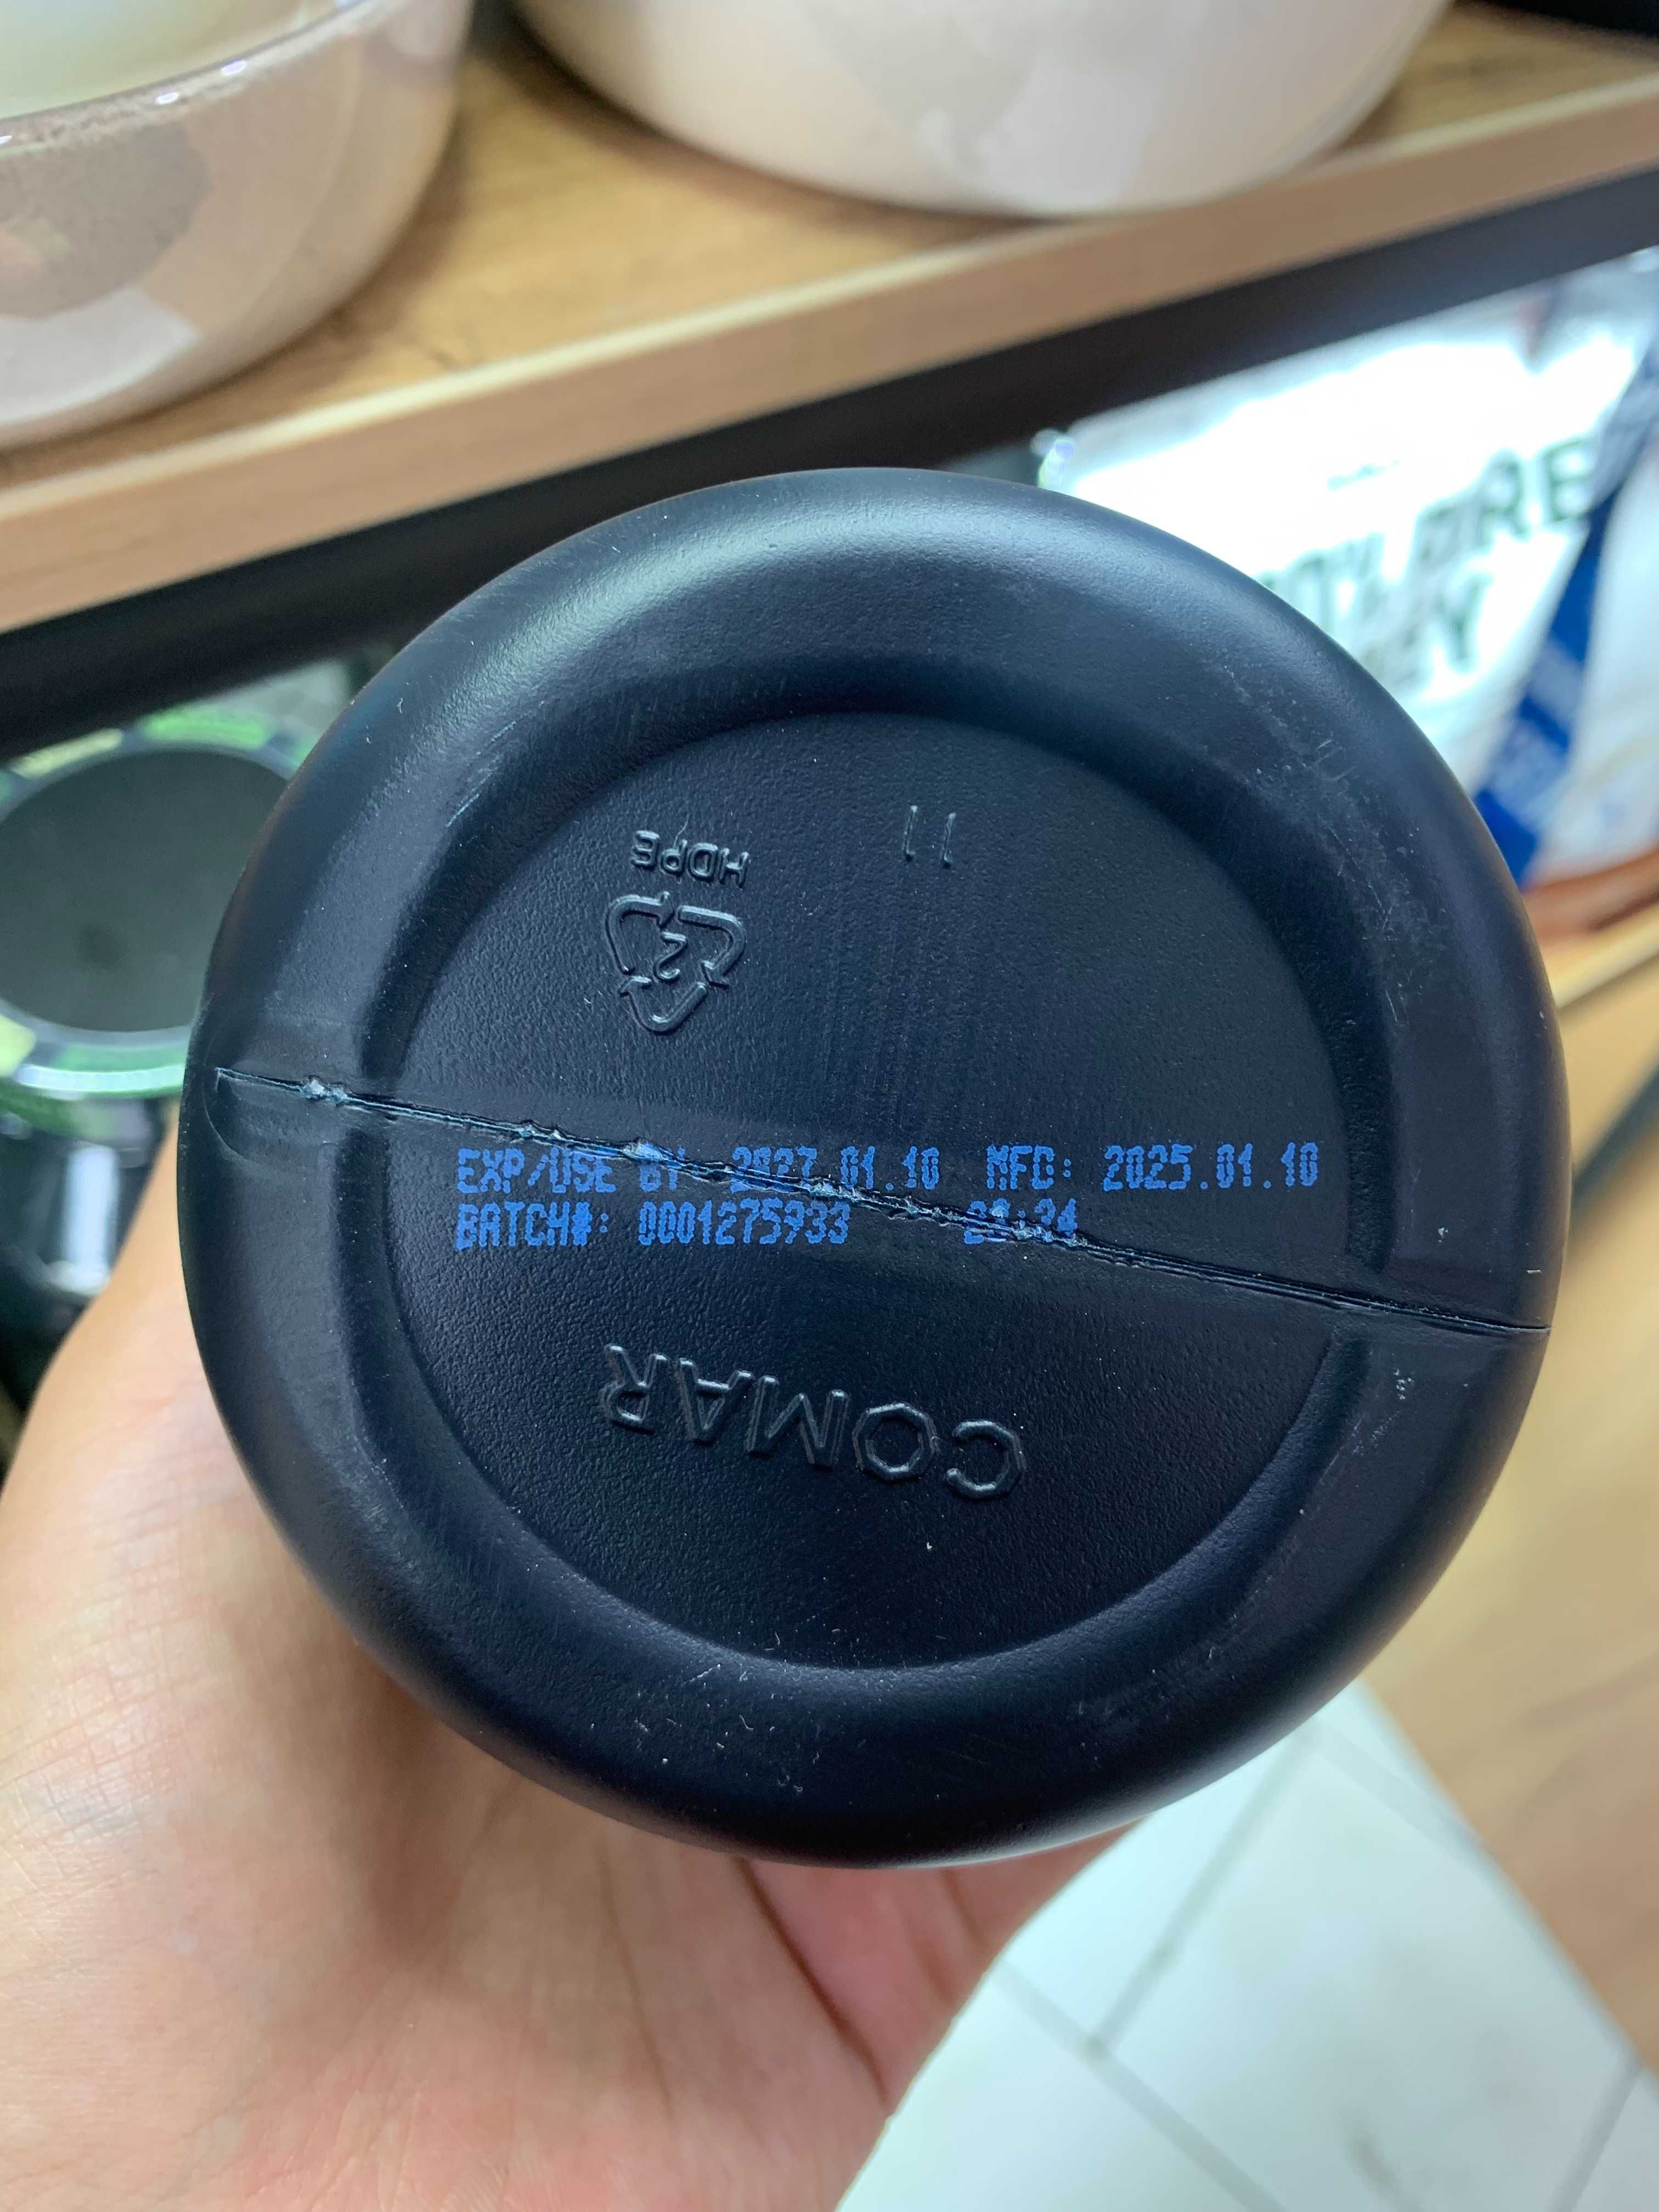 HDPE
2
11
EXP/USE BY 2027.01.10 MFD: 2025.01.10
BATCH#: 0001275933
COMAR